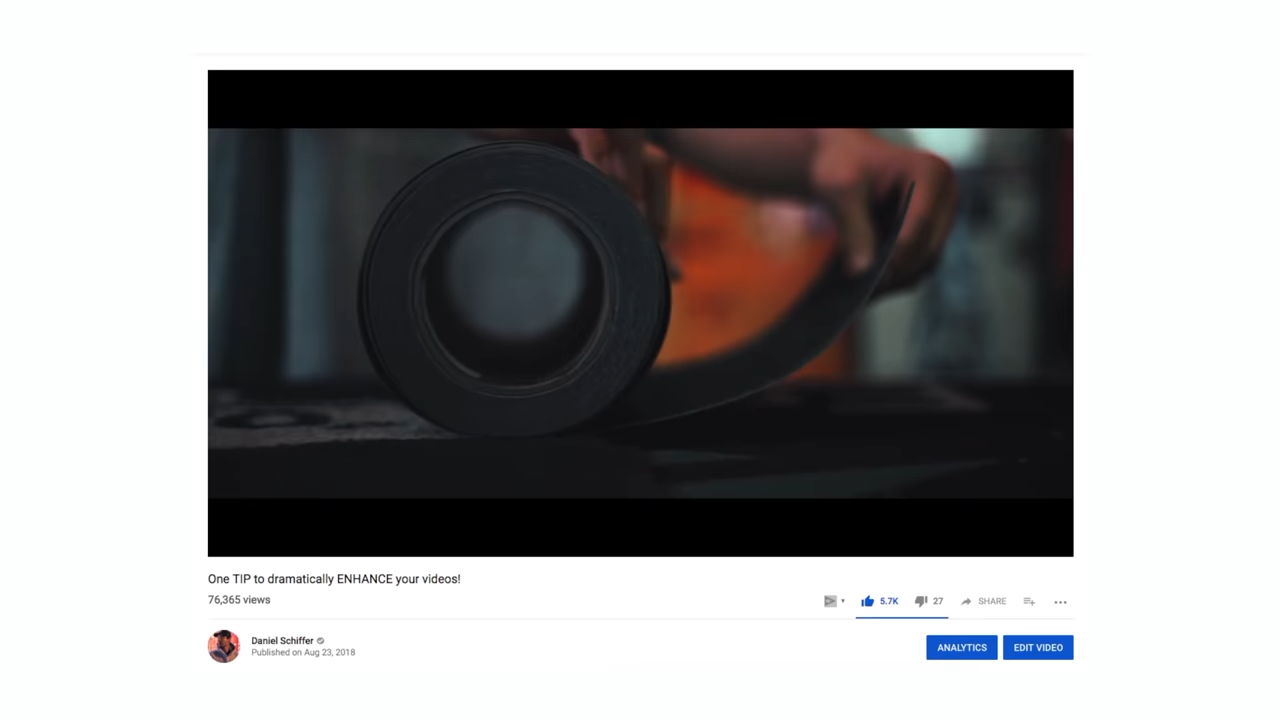 One TIP to dramatically ENHANCE your videos!
76,365 views
5.7K
27
SHARE
Daniel Schiffer
Published on Aug 23, 2018
ANALYTICS
EDIT VIDEO